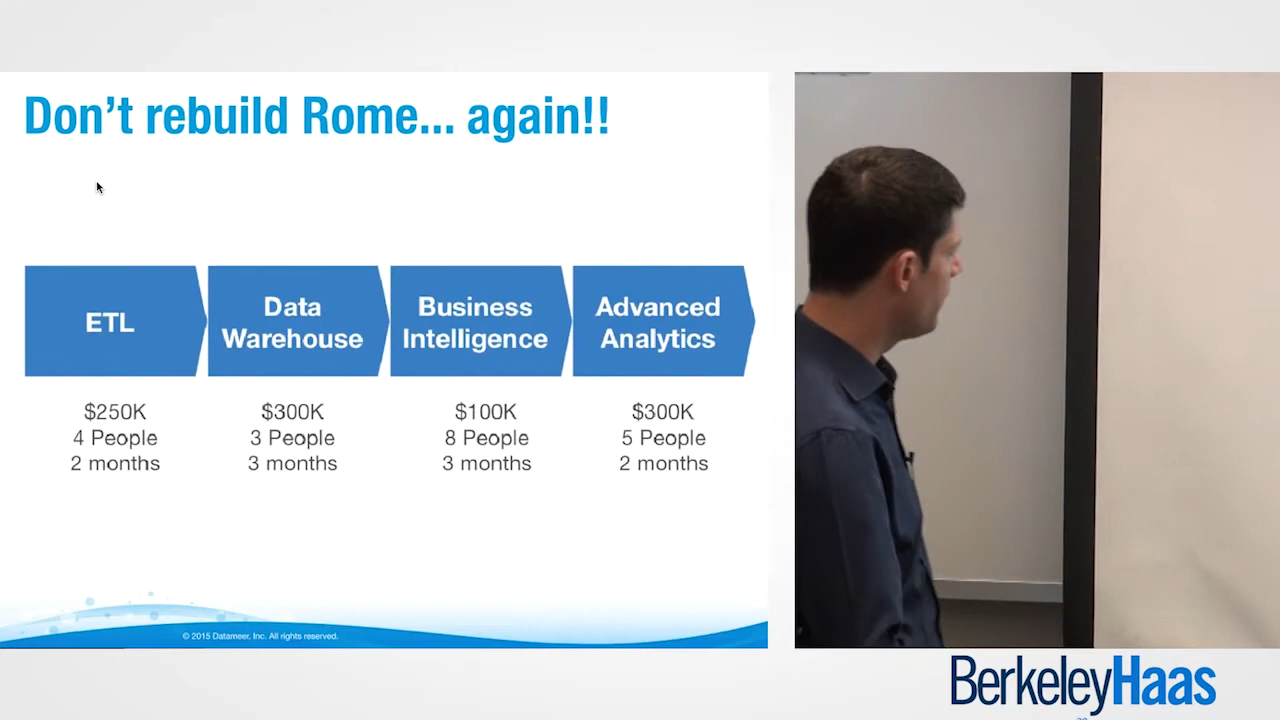 Don't rebuild Rome... again!!
ETL
Data
Warehouse
Business
Intelligence
Advanced
Analytics
$250K
4 People
2 months
$300K
3 People
3 months
$100K
8 People
3 months
$300K
5 People
2 months
© 2015 Datameer, Inc. All rights reserved.
BerkeleyHaas